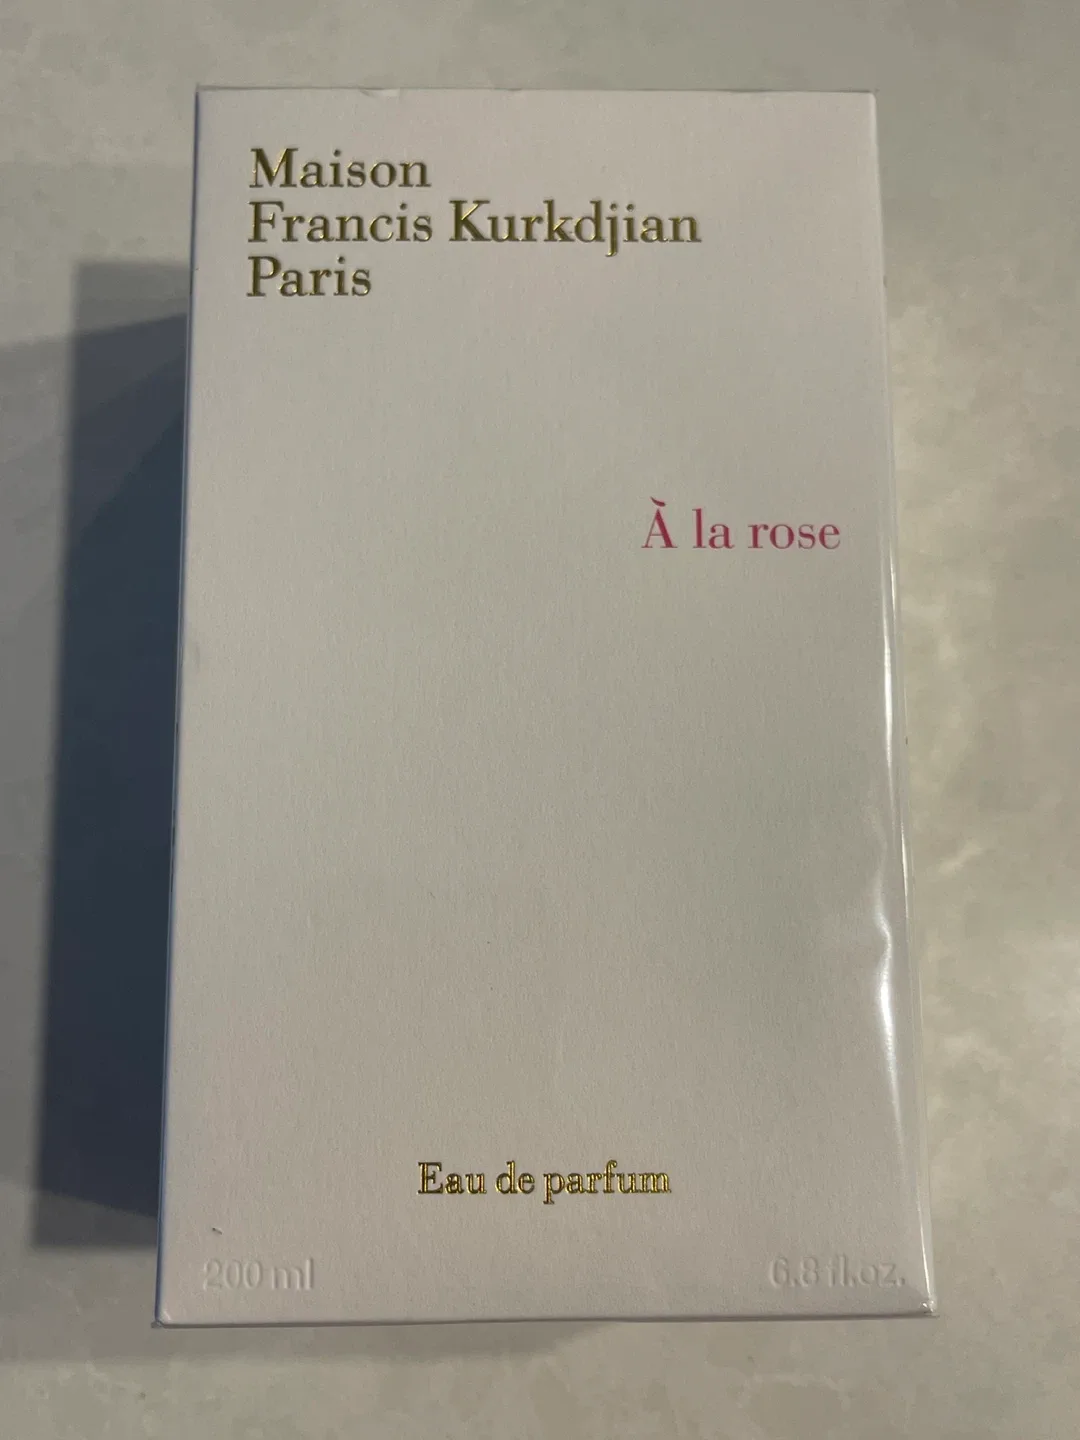 Maison
Francis Kurkdjian
Paris
À la rose
Eau de parfum
200 ml
6.8 fl.oz.